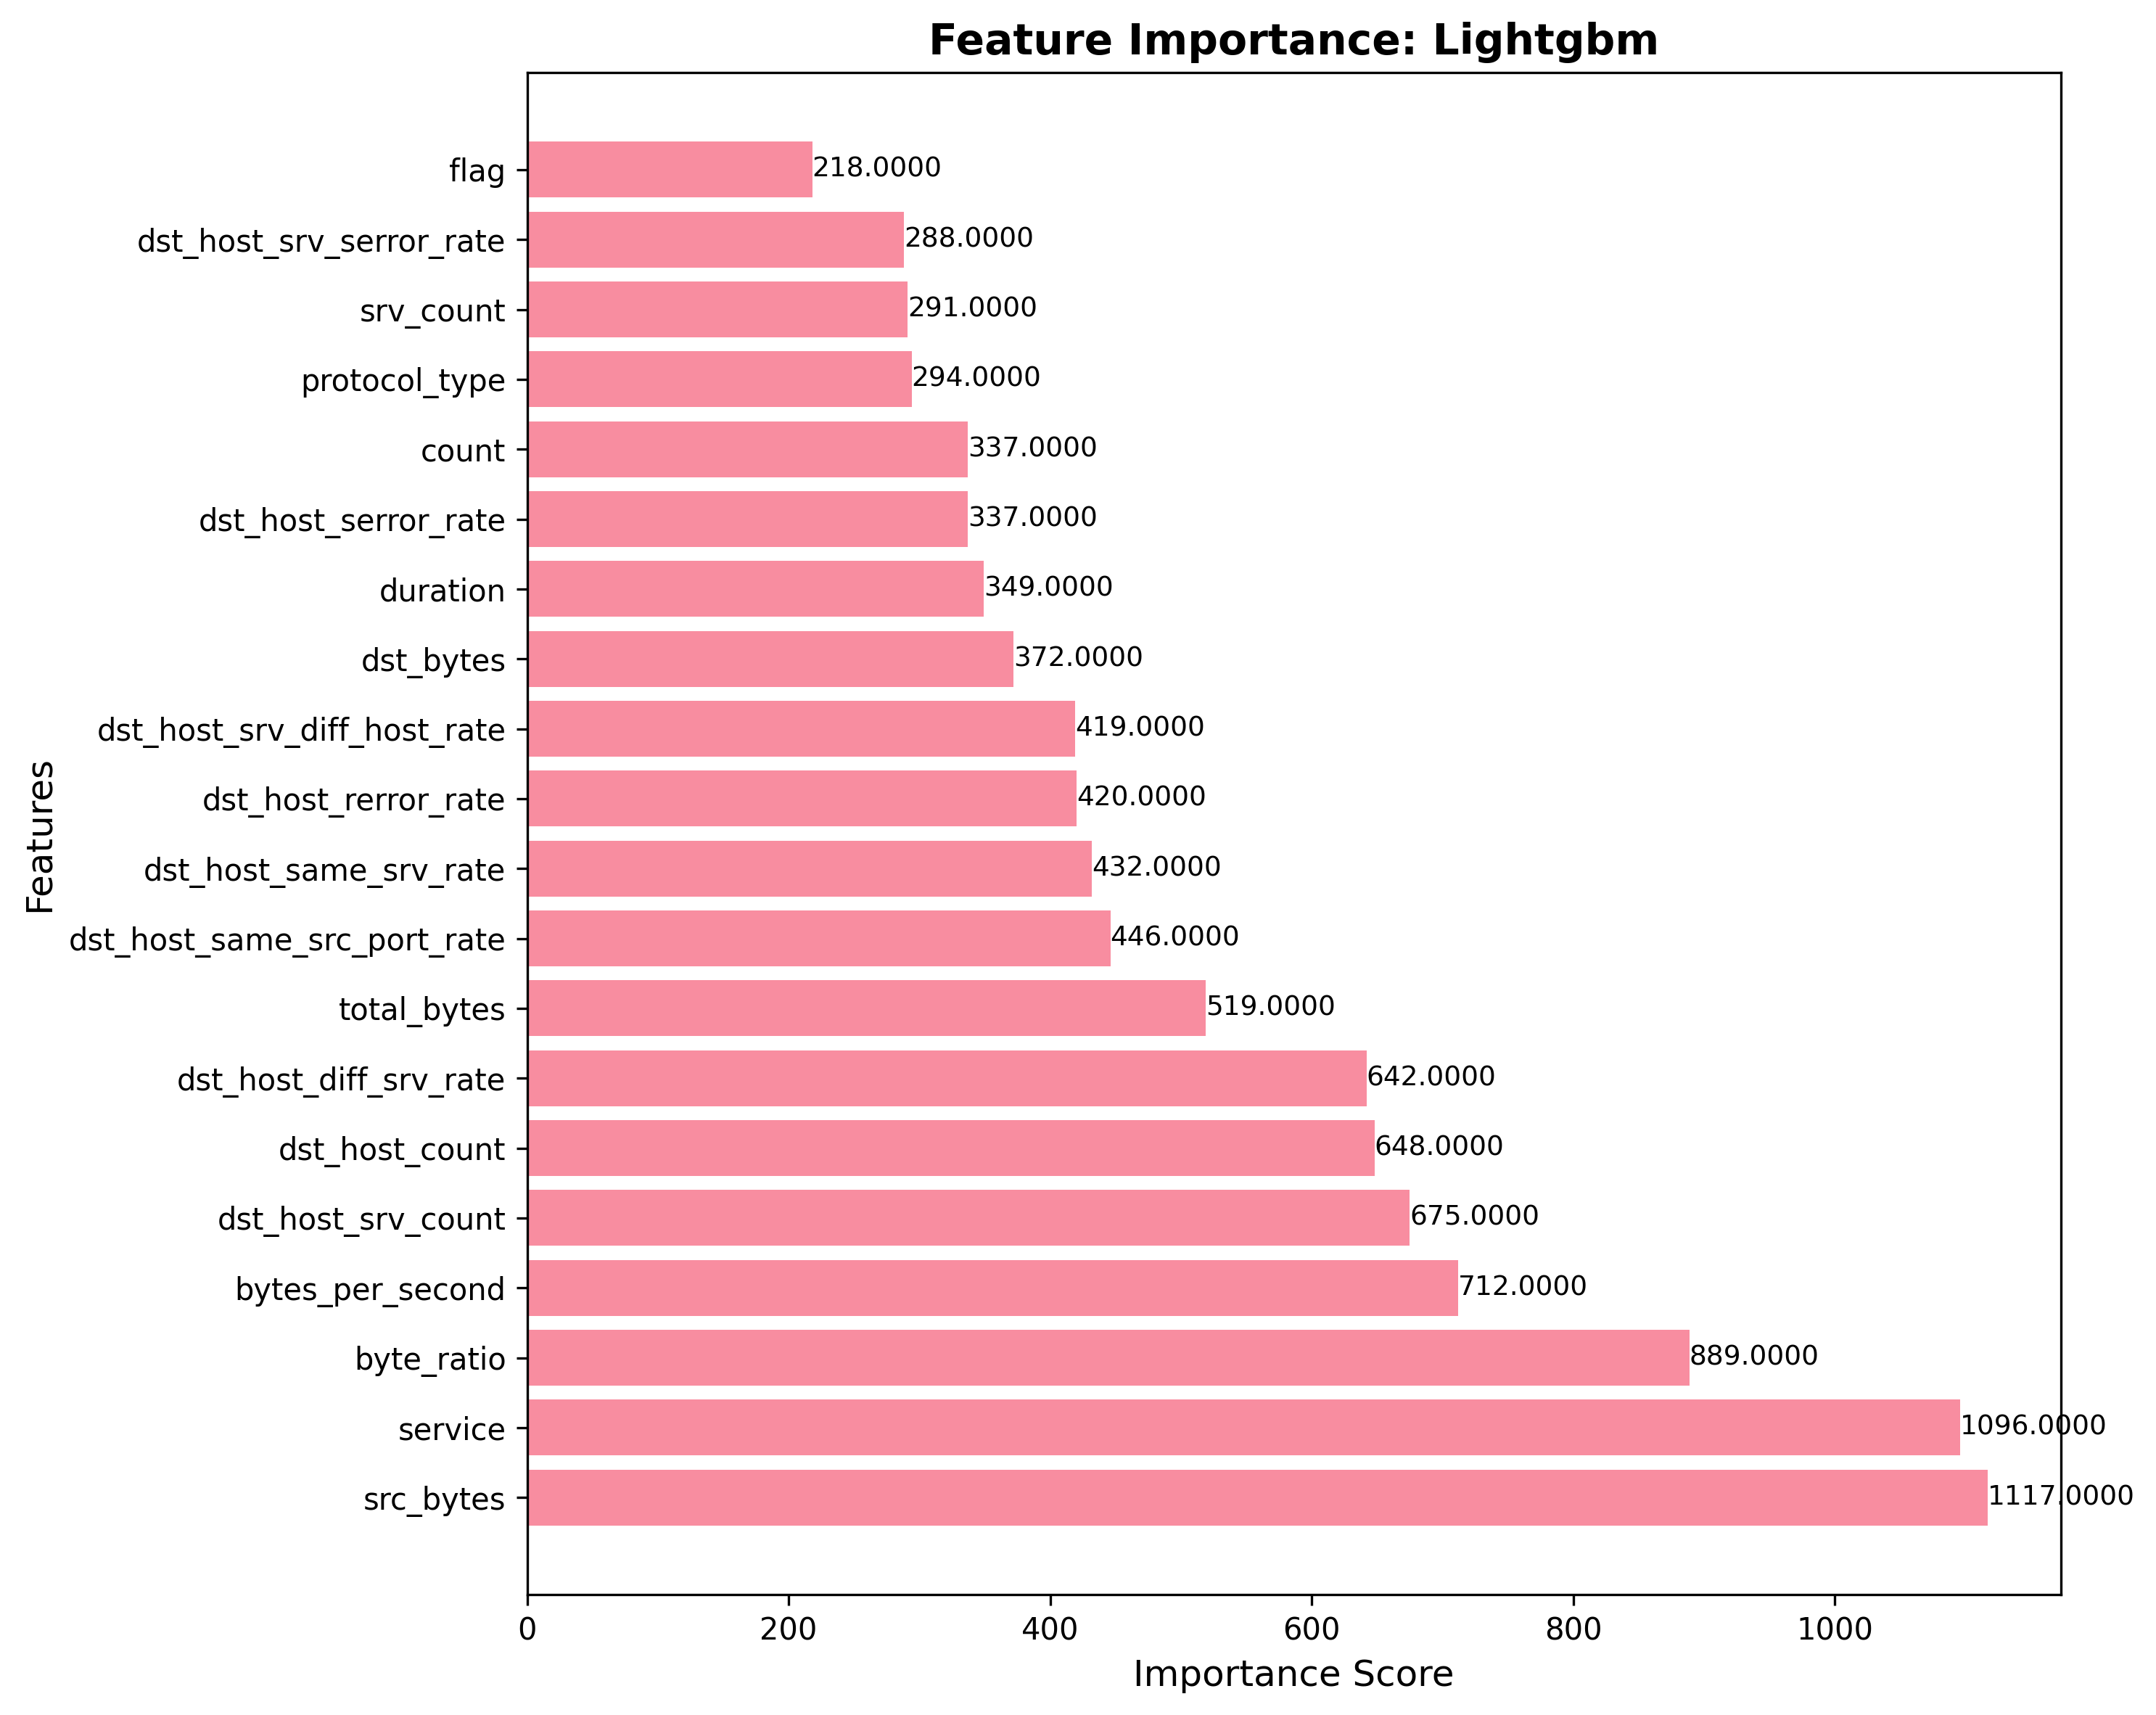 Feature Importance: Lightgbm
flag 218.0000
dst_host_srv_serror_rate 288.0000
srv_count 291.0000
protocol_type 294.0000
count 337.0000
dst_host_serror_rate 337.0000
duration 349.0000
dst_bytes 372.0000
dst_host_srv_diff_host_rate 419.0000
dst_host_rerror_rate 420.0000
dst_host_same_srv_rate 432.0000
dst_host_same_src_port_rate 446.0000
total_bytes 519.0000
dst_host_diff_srv_rate 642.0000
dst_host_count 648.0000
dst_host_srv_count 675.0000
bytes_per_second 712.0000
byte_ratio 889.0000
service 1096.0000
src_bytes 1117.0000
Features
0 200 400 600 800 1000
Importance Score